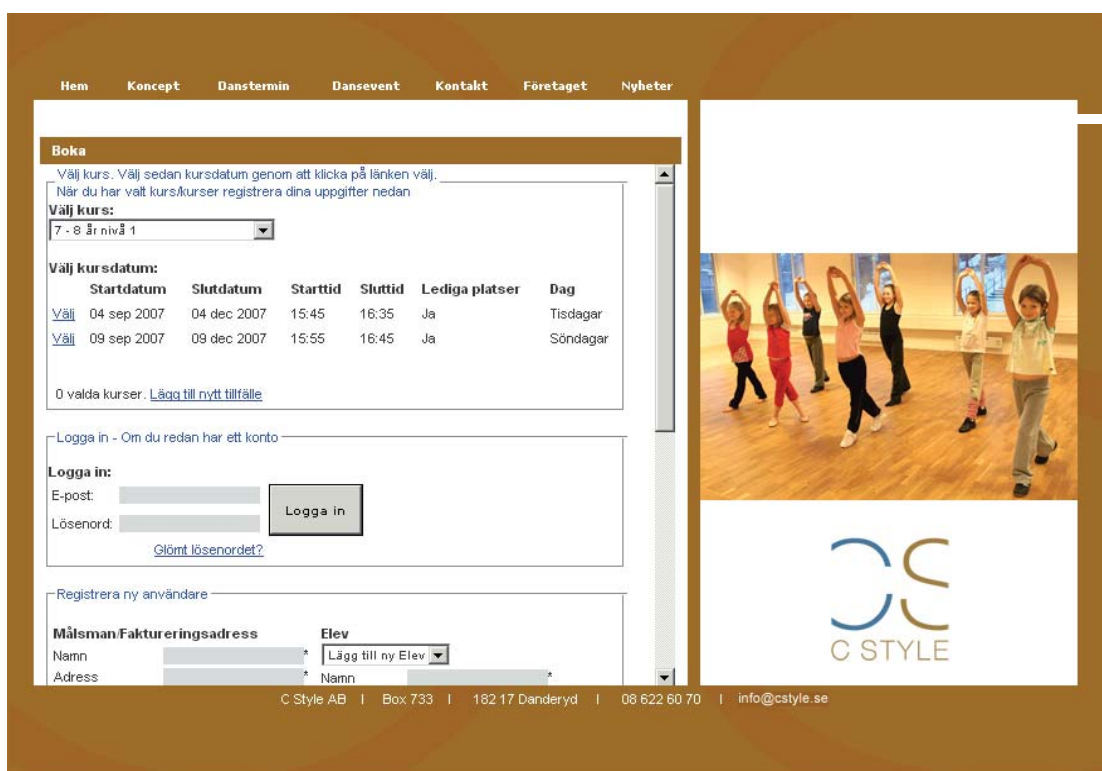 Hem Koncept Danstermin Dansevent Kontakt Företaget Nyheter
Boka
Välj kurs. Välj sedan kursdatum genom att klicka på länken välj.
När du har valt kurs/kurser registrera dina uppgifter nedan
Välj kurs:
7 - 8 år nivå 1
Välj kursdatum:
Startdatum Slutdatum Starttid Sluttid Lediga platser Dag
Välj 04 sep 2007 04 dec 2007 15:45 16:35 Ja Tisdagar
Välj 09 sep 2007 09 dec 2007 15:55 16:45 Ja Söndagar
0 valda kurser. Lägg till nytt tillfälle
Logga in - Om du redan har ett konto
Logga in:
E-post:
Lösenord:
Logga in
Glömt lösenordet?
Registrera ny användare
Målsman/Faktureringsadress Elev
Namn * Lägg till ny Elev
Adress * Namn *
CS
C STYLE
C Style AB I Box 733 I 182 17 Danderyd I 08 622 60 70 I info@cstyle.se